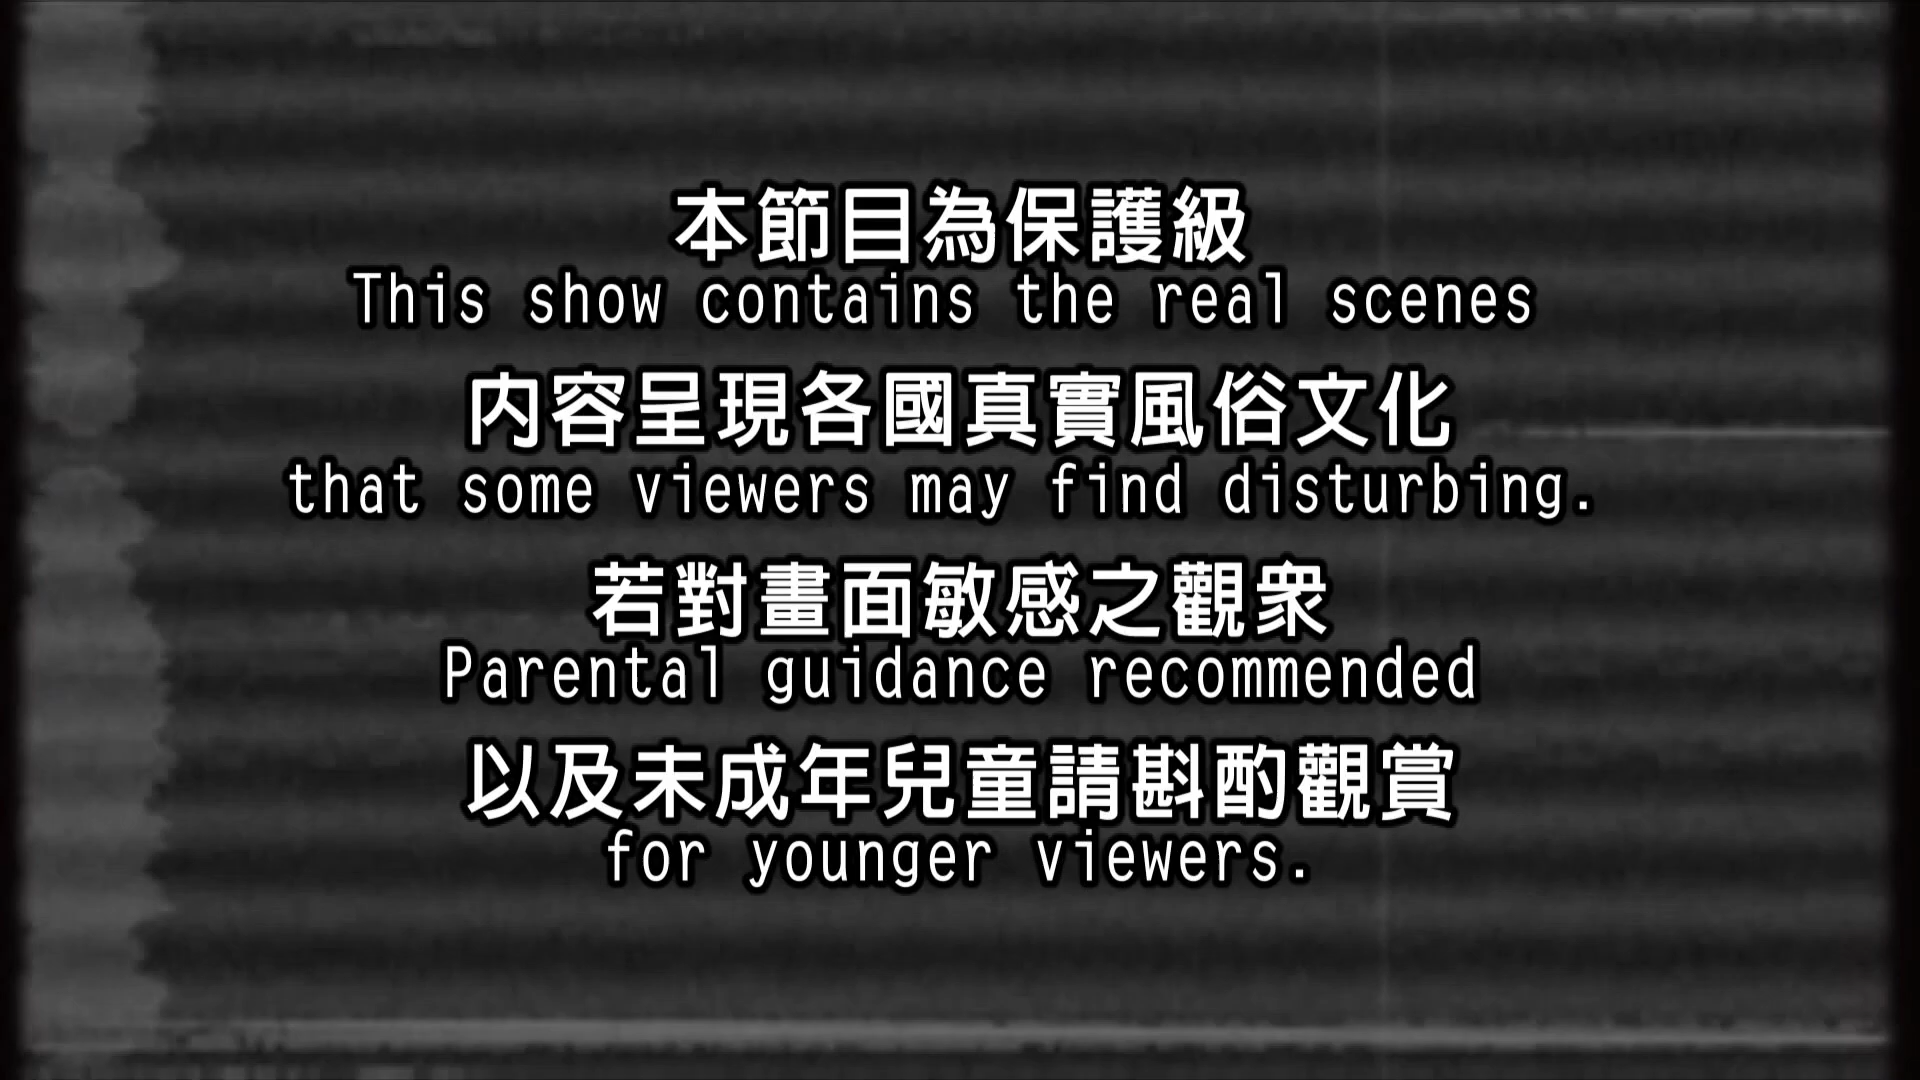 本節目為保護級
This show contains the real scenes
內容呈現各國真實風俗文化
that some viewers may find disturbing.
若對畫面敏感之觀眾
Parental guidance recommended
以及未成年兒童請斟酌觀賞
for younger viewers.